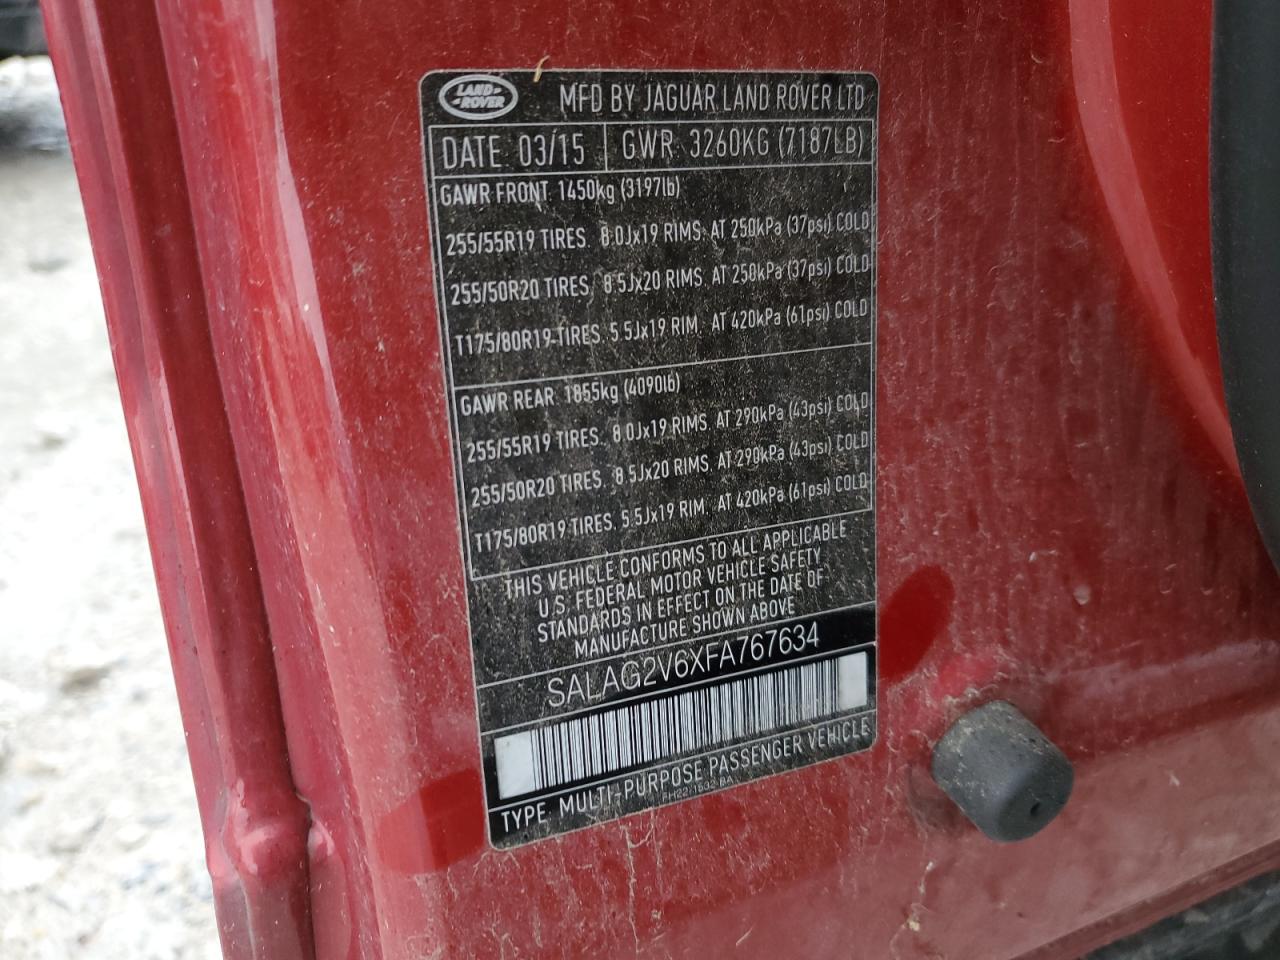 LAND ROVER
MFD BY JAGUAR LAND ROVER LTD
DATE: 03/15 GWR: 3260KG (7187LB)
GAWR FRONT: 1450kg (3197lb)
255/55R19 TIRES, 8.0Jx19 RIMS, AT 250kPa (37psi) COLD
255/50R20 TIRES, 8.5Jx20 RIMS, AT 250kPa (37psi) COLD
T175/80R19 TIRES, 5.5Jx19 RIM, AT 420kPa (61psi) COLD
GAWR REAR: 1855kg (4090lb)
255/55R19 TIRES, 8.0Jx19 RIMS, AT 290kPa (43psi) COLD
255/50R20 TIRES, 8.5Jx20 RIMS, AT 290kPa (43psi) COLD
T175/80R19 TIRES, 5.5Jx19 RIM, AT 420kPa (61psi) COLD
THIS VEHICLE CONFORMS TO ALL APPLICABLE
U.S. FEDERAL MOTOR VEHICLE SAFETY
STANDARDS IN EFFECT ON THE DATE OF
MANUFACTURE SHOWN ABOVE
SALAG2V6XFA767634
TYPE: MULTI-PURPOSE PASSENGER VEHICLE